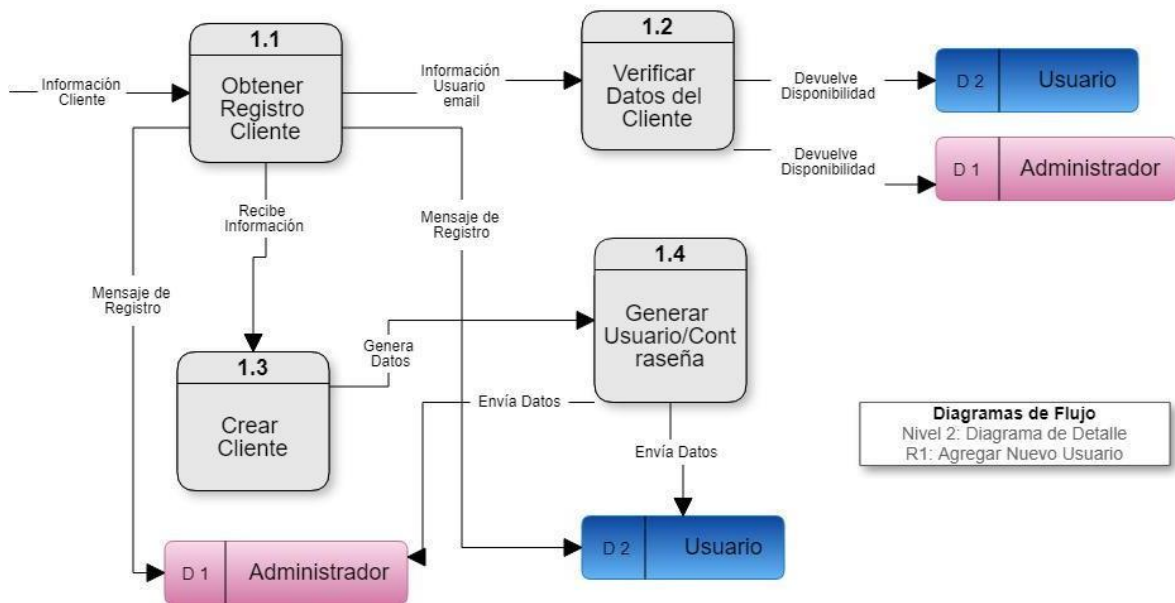 1.1
Obtener
Registro
Cliente
Información
Cliente
Información
Usuario
email
1.2
Verificar
Datos del
Cliente
Devuelve
Disponibilidad
D 2
Usuario
Devuelve
Disponibilidad
D 1
Administrador
Recibe
Información
Mensaje de
Registro
Mensaje de
Registro
1.3
Crear
Cliente
Genera
Datos
1.4
Generar
Usuario/Cont
raseña
Envía Datos
Envía Datos
Diagramas de Flujo
Nivel 2: Diagrama de Detalle
R1: Agregar Nuevo Usuario
D 1
Administrador
D 2
Usuario